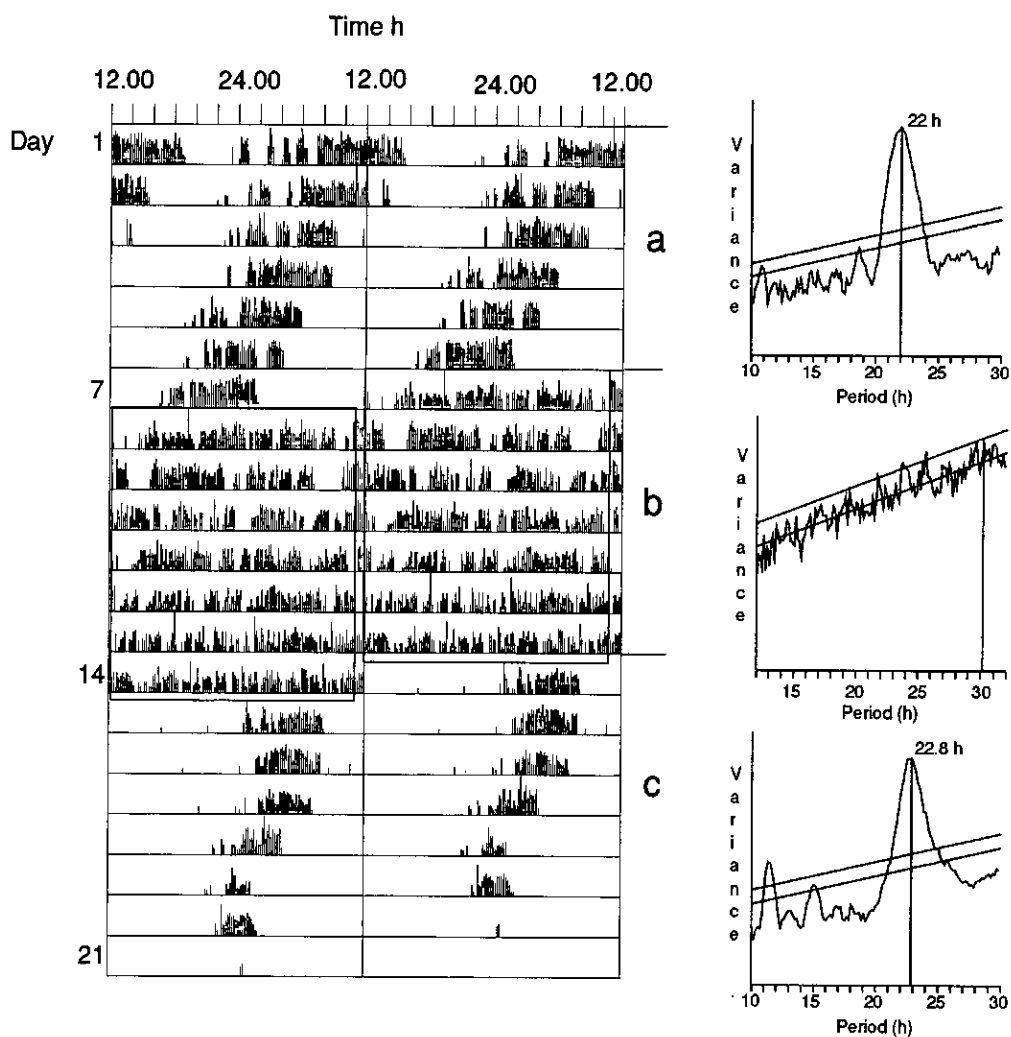 Time h
12.00 24.00 12.00 24.00 12.00
Day 1
7
14
21
a
b
c
22 h
Variance
10 15 20 25 30
Period (h)
Variance
15 20 25 30
Period (h)
22.8 h
Variance
10 15 20 25 30
Period (h)